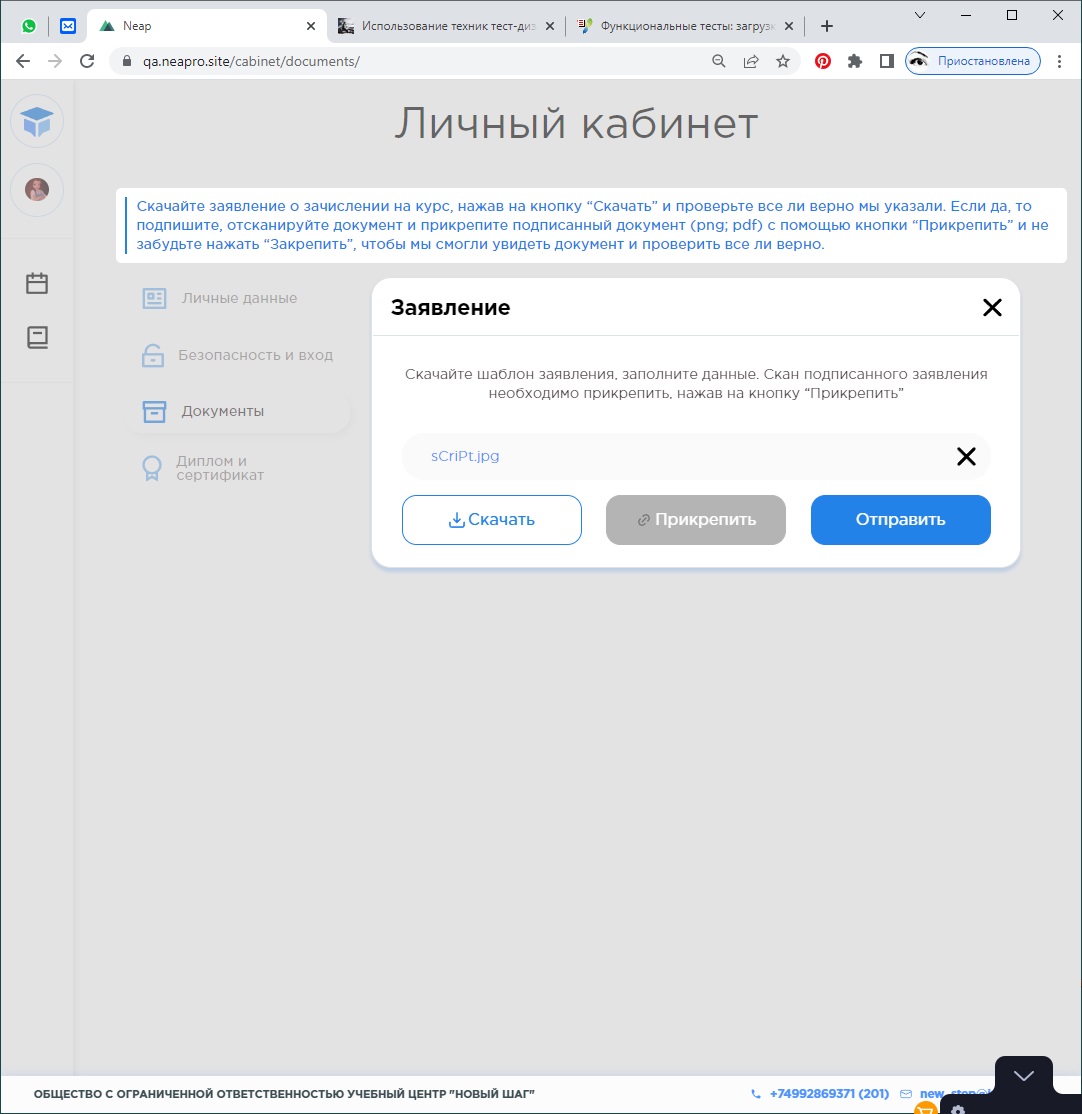 Neap
Использование техник тест-диз
Функциональные тесты: загруз
qa.neapro.site/cabinet/documents/
Приостановлена
Личный кабинет
Скачайте заявление о зачислении на курс, нажав на кнопку “Скачать” и проверьте все ли верно мы указали. Если да, то
подпишите, отсканируйте документ и прикрепите подписанный документ (png; pdf) с помощью кнопки “Прикрепить” и не
забудьте нажать “Закрепить”, чтобы мы смогли увидеть документ и проверить все ли верно.
Личные данные
Безопасность и вход
Документы
Диплом и
сертификат
Заявление
Скачайте шаблон заявления, заполните данные. Скан подписанного заявления
необходимо прикрепить, нажав на кнопку “Прикрепить”
sCriPt.jpg
Скачать
Прикрепить
Отправить
ОБЩЕСТВО С ОГРАНИЧЕННОЙ ОТВЕТСТВЕННОСТЬЮ УЧЕБНЫЙ ЦЕНТР "НОВЫЙ ШАГ"
+74992869371 (201)